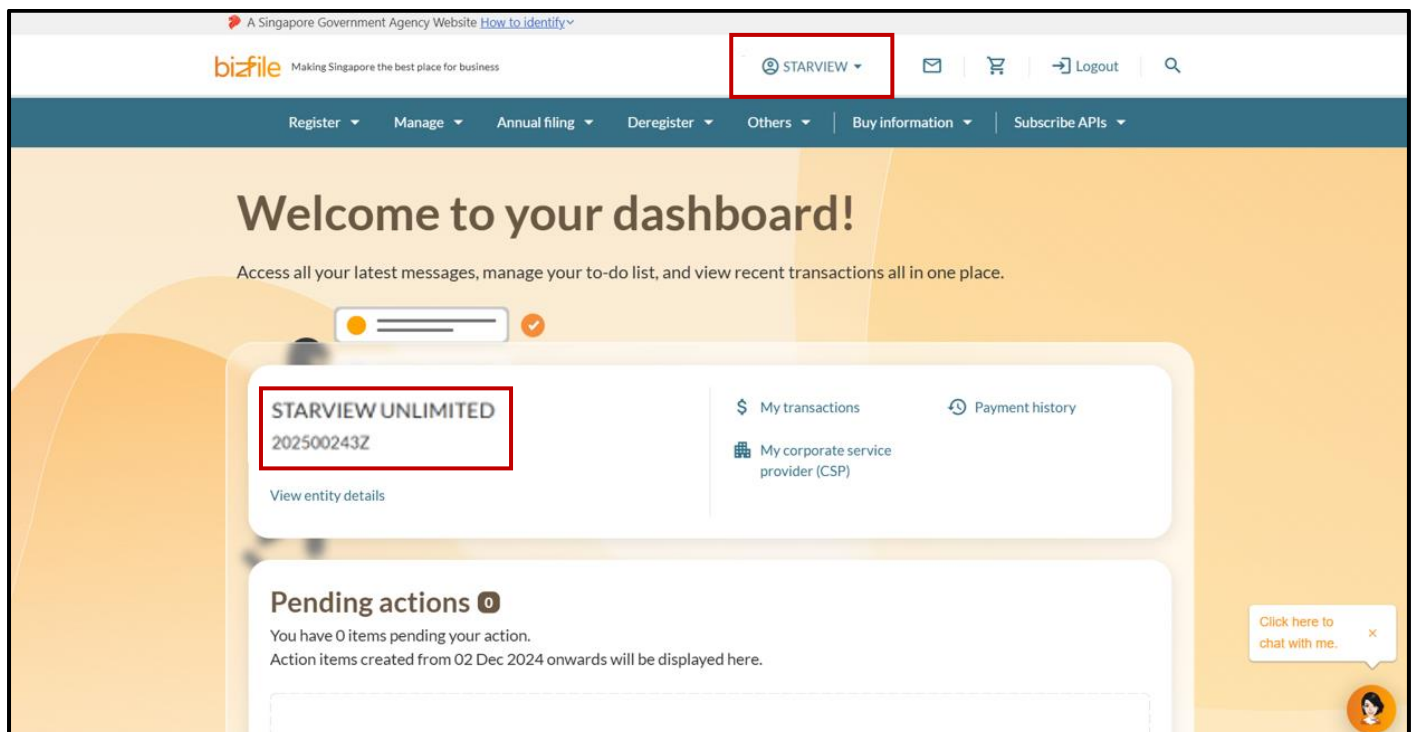 A Singapore Government Agency Website How to identify
bizfile Making Singapore the best place for business
STARVIEW
Logout
Register Manage Annual filing Deregister Others Buy information Subscribe APIs
Welcome to your dashboard!
Access all your latest messages, manage your to-do list, and view recent transactions all in one place.
STARVIEW UNLIMITED
202500243Z
View entity details
$ My transactions
Payment history
My corporate service
provider (CSP)
Pending actions 0
You have 0 items pending your action.
Action items created from 02 Dec 2024 onwards will be displayed here.
Click here to
chat with me.
×